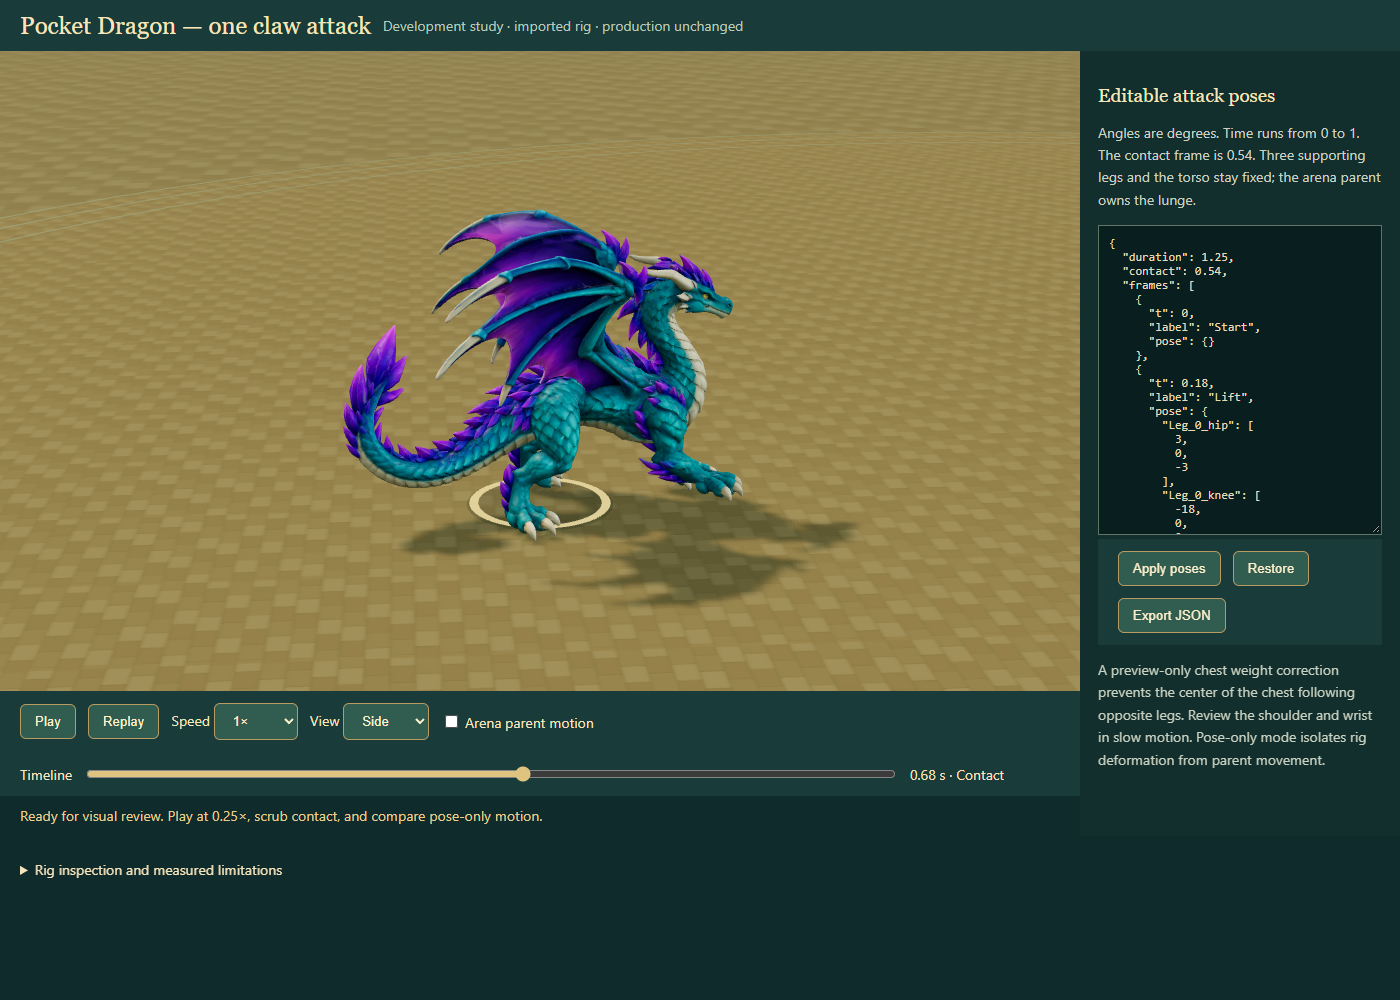 Pocket Dragon — one claw attack
Development study · imported rig · production unchanged
Editable attack poses
Angles are degrees. Time runs from 0 to 1.
The contact frame is 0.54. Three supporting
legs and the torso stay fixed; the arena parent
owns the lunge.
{
"duration": 1.25,
"contact": 0.54,
"frames": [
{
"t": 0,
"label": "Start",
"pose": {}
},
{
"t": 0.18,
"label": "Lift",
"pose": {
"Leg_0_hip": [
3,
0,
-3
],
"Leg_0_knee": [
-18,
0,
Apply poses
Restore
Export JSON
A preview-only chest weight correction
prevents the center of the chest following
opposite legs. Review the shoulder and wrist
in slow motion. Pose-only mode isolates rig
deformation from parent movement.
Play
Replay
Speed
1×
View
Side
Arena parent motion
Timeline
0.68 s · Contact
Ready for visual review. Play at 0.25×, scrub contact, and compare pose-only motion.
Rig inspection and measured limitations